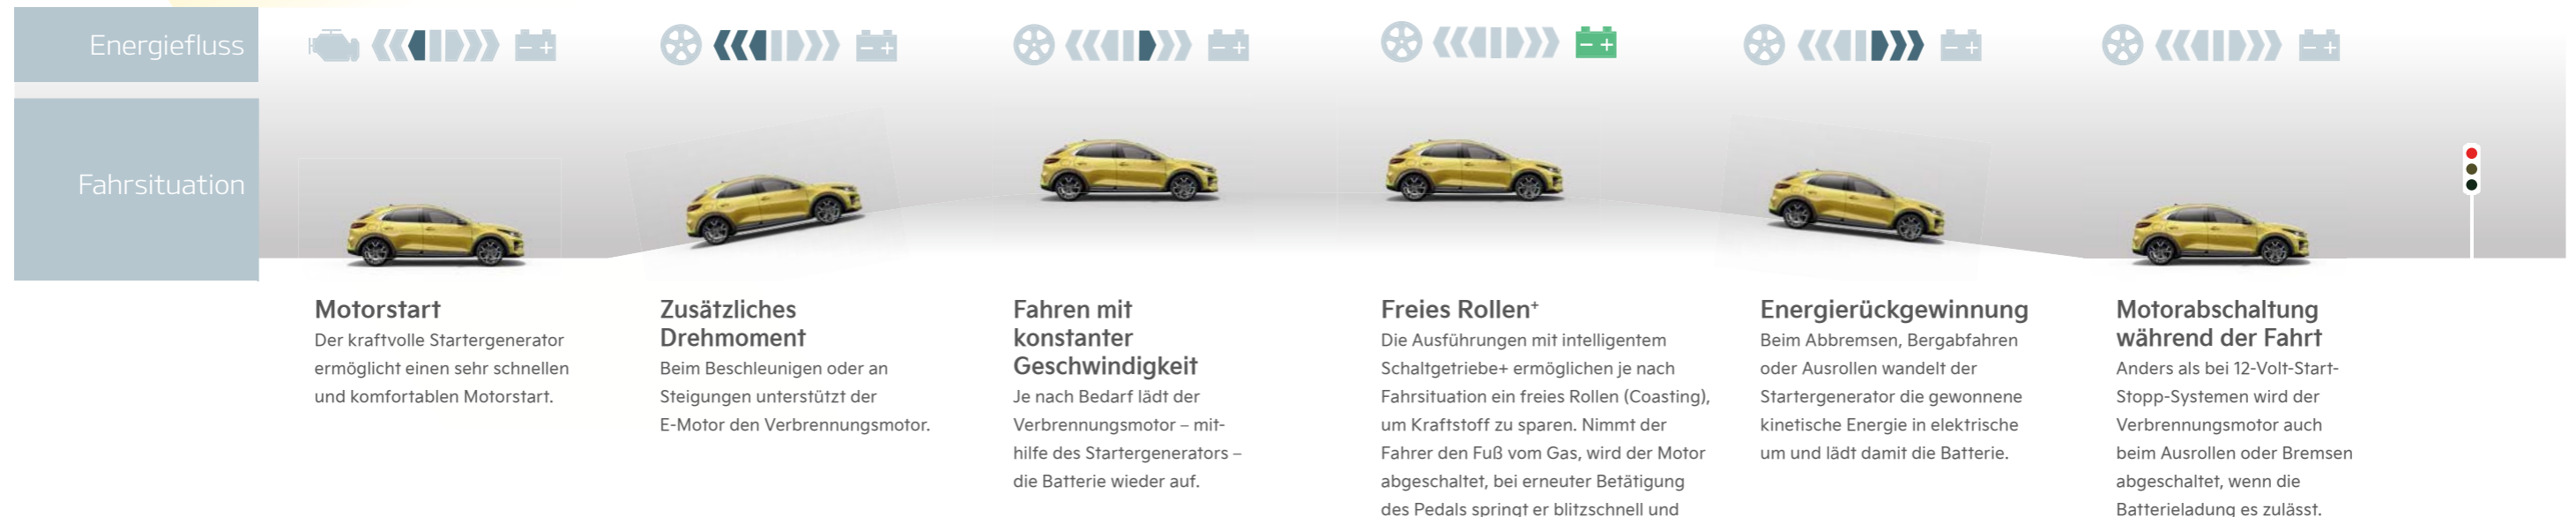 Energiefluss
Fahrsituation
Motorstart
Der kraftvolle Startergenerator
ermöglicht einen sehr schnellen
und komfortablen Motorstart.
Zusätzliches
Drehmoment
Beim Beschleunigen oder an
Steigungen unterstützt der
E-Motor den Verbrennungsmotor.
Fahren mit
konstanter
Geschwindigkeit
Je nach Bedarf lädt der
Verbrennungsmotor – mit-
hilfe des Startergenerators –
die Batterie wieder auf.
Freies Rollen⁺
Die Ausführungen mit intelligentem
Schaltgetriebe+ ermöglichen je nach
Fahrsituation ein freies Rollen (Coasting),
um Kraftstoff zu sparen. Nimmt der
Fahrer den Fuß vom Gas, wird der Motor
abgeschaltet, bei erneuter Betätigung
des Pedals springt er blitzschnell und
Energierückgewinnung
Beim Abbremsen, Bergabfahren
oder Ausrollen wandelt der
Startergenerator die gewonnene
kinetische Energie in elektrische
um und lädt damit die Batterie.
Motorabschaltung
während der Fahrt
Anders als bei 12-Volt-Start-
Stopp-Systemen wird der
Verbrennungsmotor auch
beim Ausrollen oder Bremsen
abgeschaltet, wenn die
Batterieladung es zulässt.